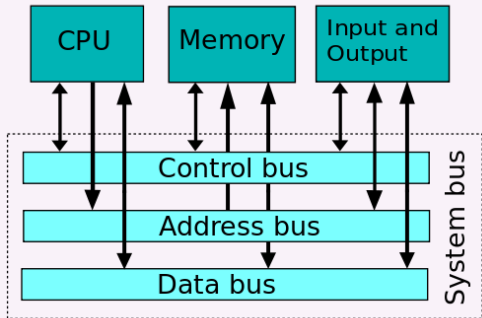 CPU
Memory
Input and
Output
Control bus
Address bus
Data bus
System bus